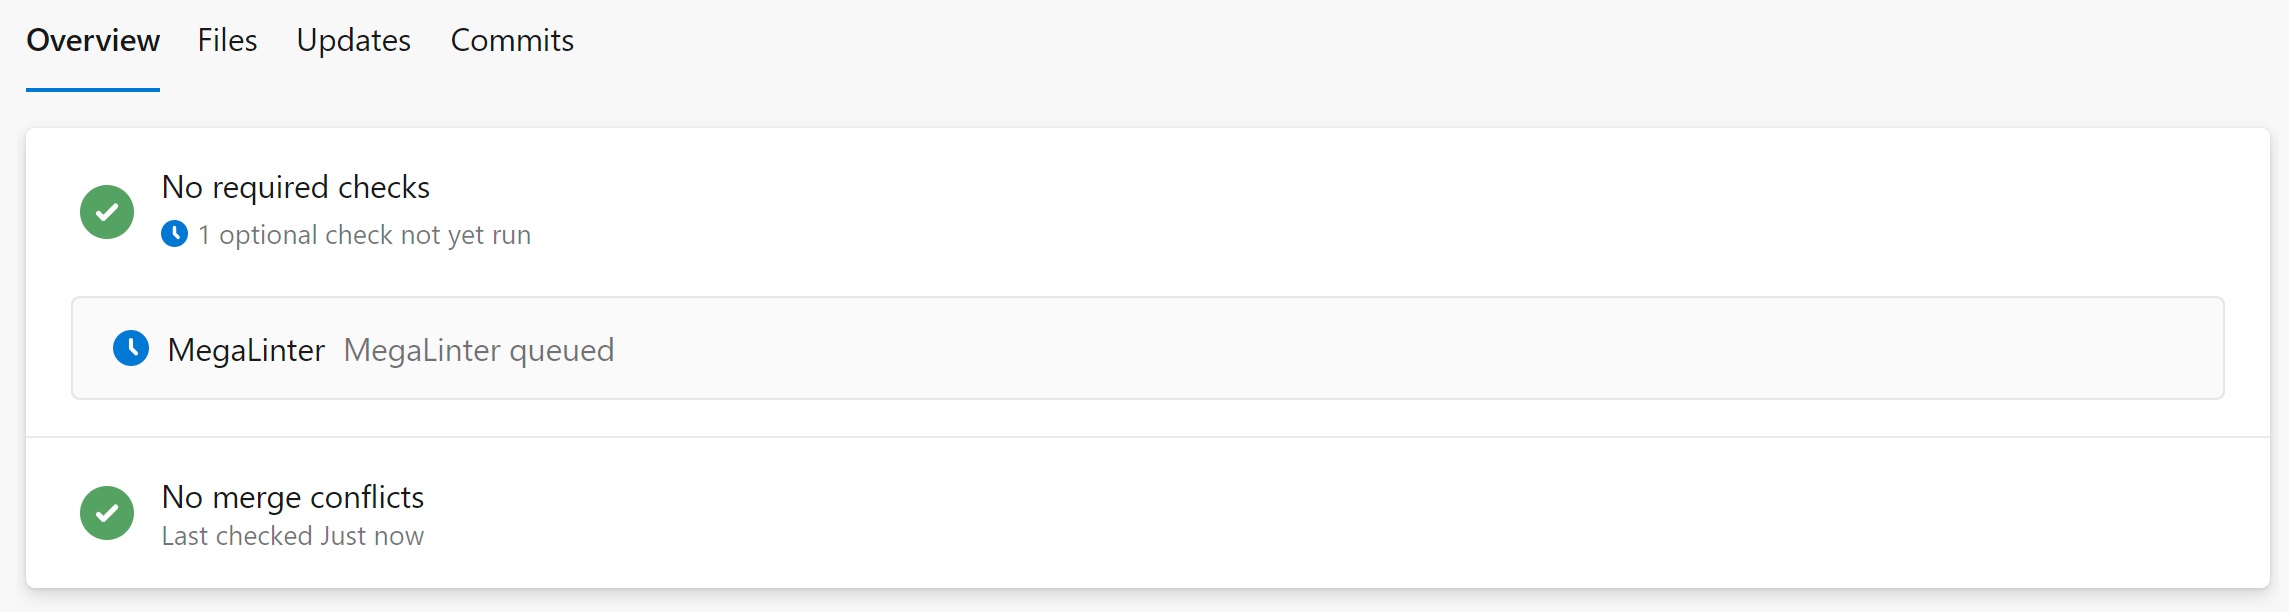 Overview Files Updates Commits
No required checks
1 optional check not yet run
MegaLinter MegaLinter queued
No merge conflicts
Last checked Just now